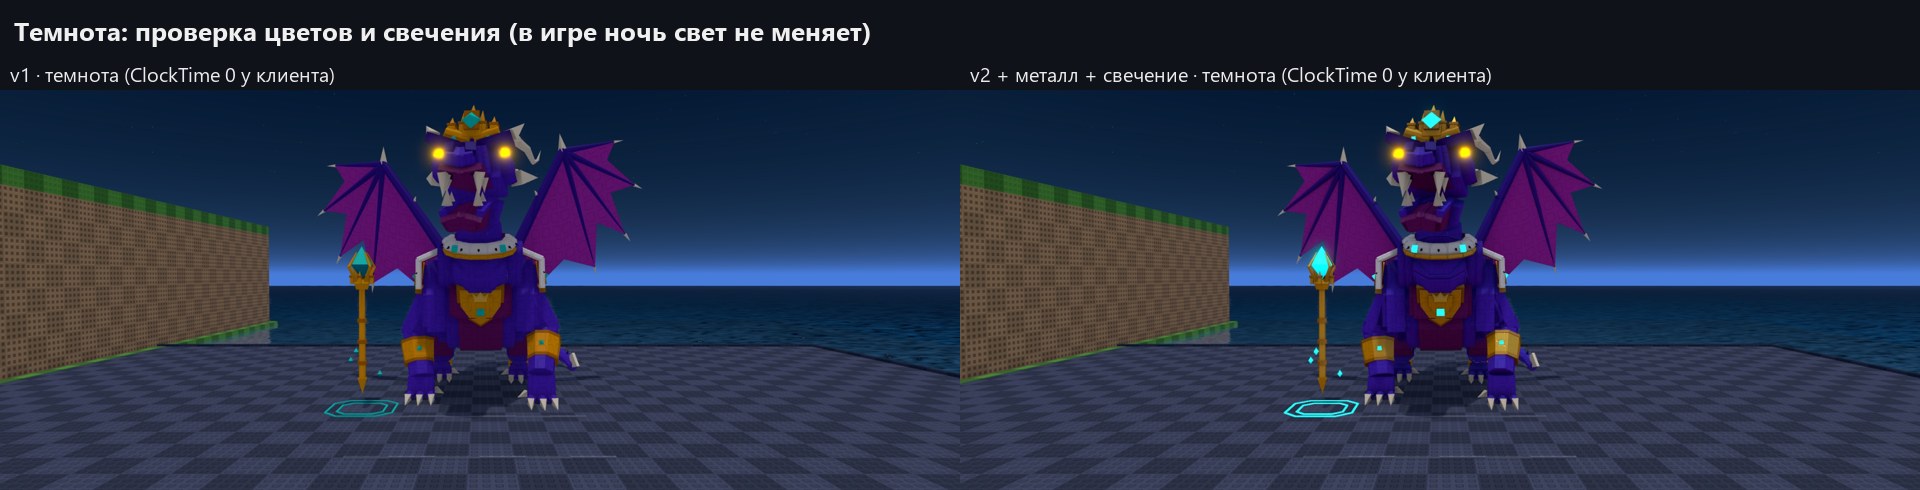 Темнота: проверка цветов и свечения (в игре ночь свет не меняет)
v1 · темнота (ClockTime 0 у клиента)
v2 + металл + свечение · темнота (ClockTime 0 у клиента)